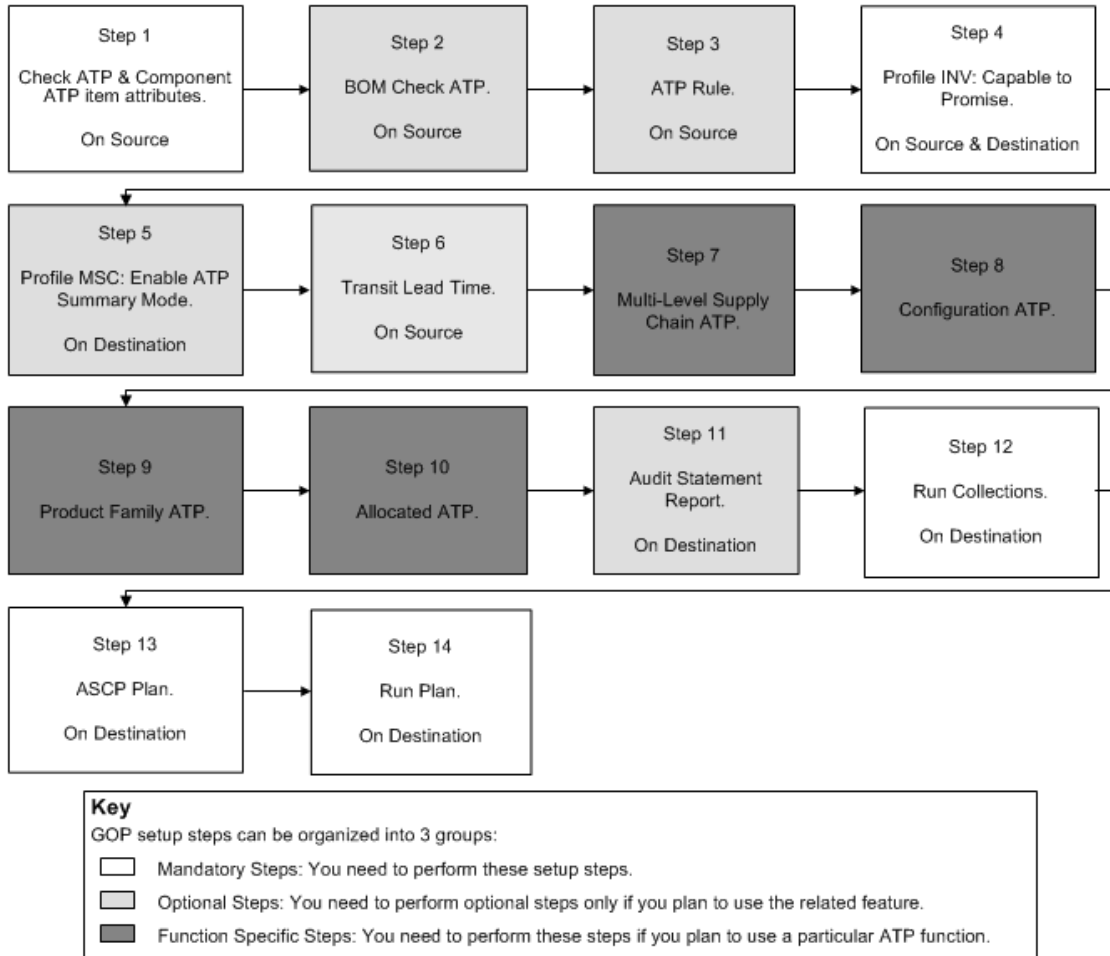 Step 1
Check ATP & Component
ATP item attributes.
On Source
Step 2
BOM Check ATP.
On Source
Step 3
ATP Rule.
On Source
Step 4
Profile INV: Capable to
Promise.
On Source & Destination
Step 5
Profile MSC: Enable ATP
Summary Mode.
On Destination
Step 6
Transit Lead Time.
On Source
Step 7
Multi-Level Supply
Chain ATP.
Step 8
Configuration ATP.
Step 9
Product Family ATP.
Step 10
Allocated ATP.
Step 11
Audit Statement
Report.
On Destination
Step 12
Run Collections.
On Destination
Step 13
ASCP Plan.
On Destination
Step 14
Run Plan.
On Destination
Key
GOP setup steps can be organized into 3 groups:
Mandatory Steps: You need to perform these setup steps.
Optional Steps: You need to perform optional steps only if you plan to use the related feature.
Function Specific Steps: You need to perform these steps if you plan to use a particular ATP function.